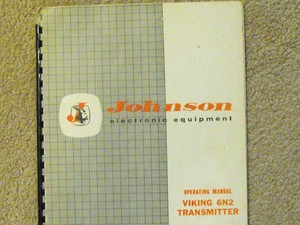 J Johnson
electronic equipment
OPERATING MANUAL
VIKING 6N2
TRANSMITTER